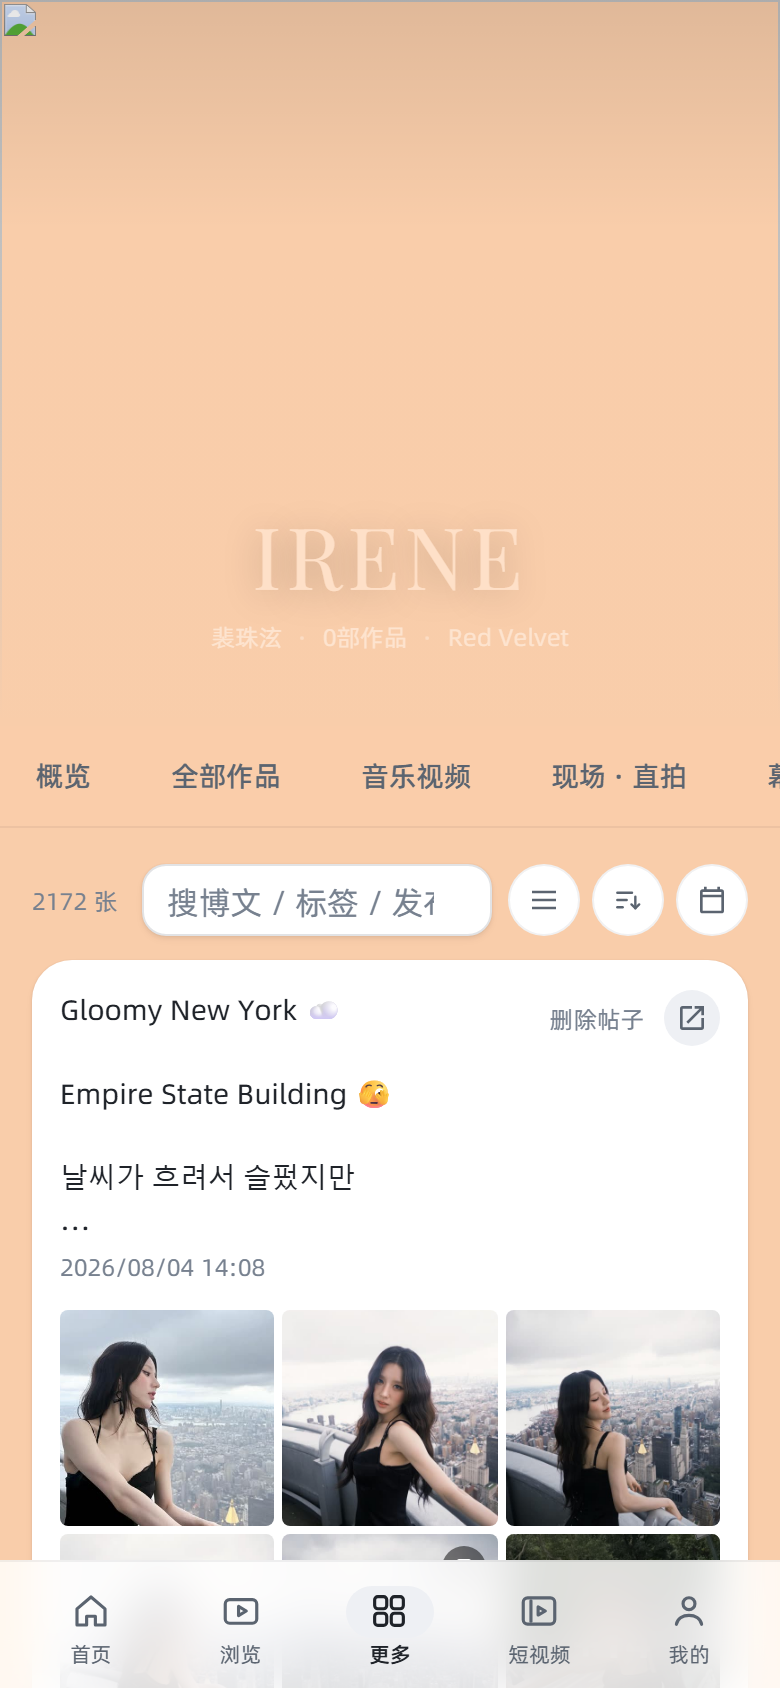 IRENE
裴珠泫 · 0部作品 · Red Velvet
概览 全部作品 音乐视频 现场 · 直拍
2172 张 搜博文 / 标签 / 发
Gloomy New York ☁️
删除帖子
Empire State Building 🫣
날씨가 흐려서 슬펐지만
...
2026/08/04 14:08
首页 浏览 更多 短视频 我的